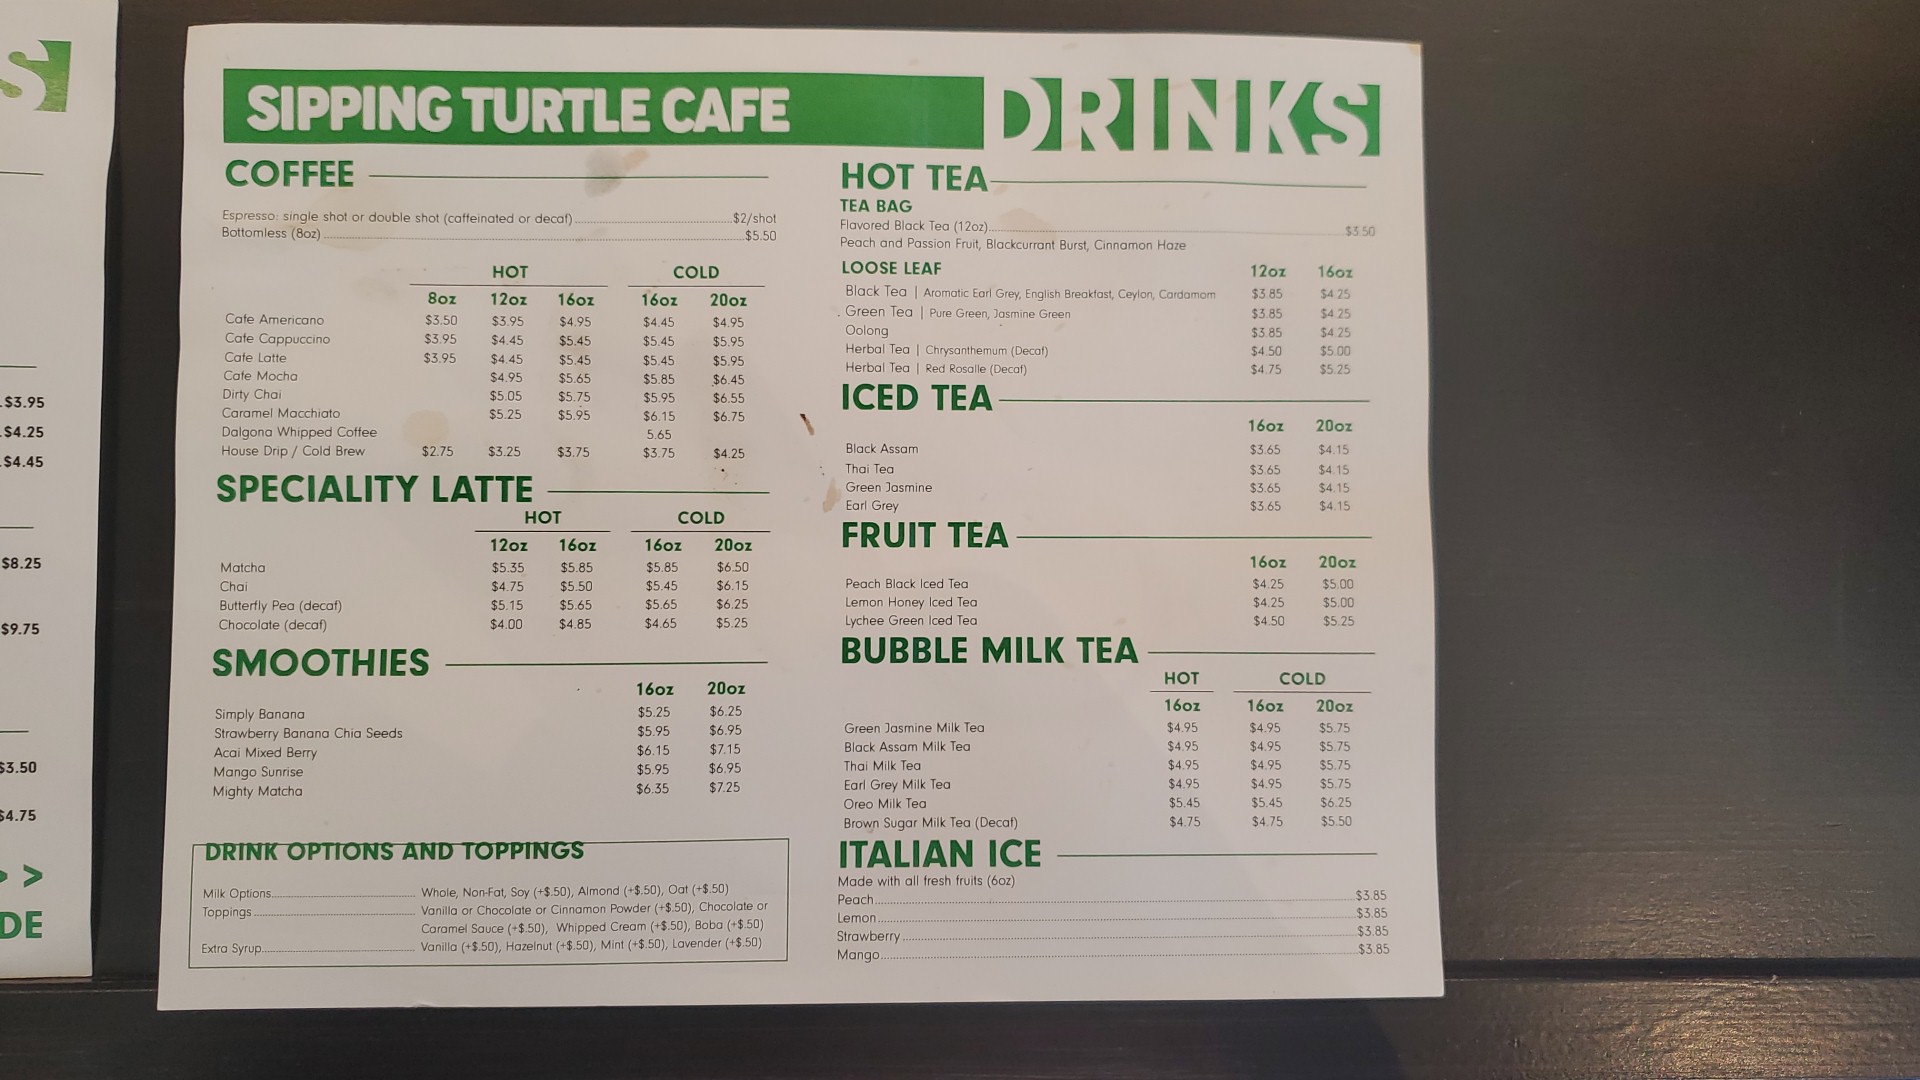 S
$3.95
$4.25
$4.45
$8.25
$9.75
$3.50
$4.75
> >
DE
SIPPING TURTLE CAFE DRINKS
COFFEE
Espresso: single shot or double shot (caffeinated or decaf) $2/shot
Bottomless (8oz) $5.50
HOT COLD
8oz 12oz 16oz 16oz 20oz
Cafe Americano $3.50 $3.95 $4.95 $4.45 $4.95
Cafe Cappuccino $3.95 $4.45 $5.45 $5.45 $5.95
Cafe Latte $3.95 $4.45 $5.45 $5.45 $5.95
Cafe Mocha $4.95 $5.65 $5.85 $6.45
Dirty Chai $5.05 $5.75 $5.95 $6.55
Caramel Macchiato $5.25 $5.95 $6.15 $6.75
Dalgona Whipped Coffee 5.65
House Drip / Cold Brew $2.75 $3.25 $3.75 $3.75 $4.25
SPECIALITY LATTE
HOT COLD
12oz 16oz 16oz 20oz
Matcha $5.35 $5.85 $5.85 $6.50
Chai $4.75 $5.50 $5.45 $6.15
Butterfly Pea (decaf) $5.15 $5.65 $5.65 $6.25
Chocolate (decaf) $4.00 $4.85 $4.65 $5.25
SMOOTHIES
16oz 20oz
Simply Banana $5.25 $6.25
Strawberry Banana Chia Seeds $5.95 $6.95
Acai Mixed Berry $6.15 $7.15
Mango Sunrise $5.95 $6.95
Mighty Matcha $6.35 $7.25
DRINK OPTIONS AND TOPPINGS
Milk Options Whole, Non-Fat, Soy (+$.50), Almond (+$.50), Oat (+$.50)
Toppings Vanilla or Chocolate or Cinnamon Powder (+$.50), Chocolate or
Caramel Sauce (+$.50), Whipped Cream (+$.50), Boba (+$.50)
Extra Syrup Vanilla (+$.50), Hazelnut (+$.50), Mint (+$.50), Lavender (+$.50)
HOT TEA
TEA BAG
Flavored Black Tea (12oz) $3.50
Peach and Passion Fruit, Blackcurrant Burst, Cinnamon Haze
LOOSE LEAF 12oz 16oz
Black Tea | Aromatic Earl Grey, English Breakfast, Ceylon, Cardamom $3.85 $4.25
Green Tea | Pure Green, Jasmine Green $3.85 $4.25
Oolong $3.85 $4.25
Herbal Tea | Chrysanthemum (Decaf) $4.50 $5.00
Herbal Tea | Red Rosalle (Decaf) $4.75 $5.25
ICED TEA
16oz 20oz
Black Assam $3.65 $4.15
Thai Tea $3.65 $4.15
Green Jasmine $3.65 $4.15
Earl Grey $3.65 $4.15
FRUIT TEA
16oz 20oz
Peach Black Iced Tea $4.25 $5.00
Lemon Honey Iced Tea $4.25 $5.00
Lychee Green Iced Tea $4.50 $5.25
BUBBLE MILK TEA
HOT COLD
16oz 16oz 20oz
Green Jasmine Milk Tea $4.95 $4.95 $5.75
Black Assam Milk Tea $4.95 $4.95 $5.75
Thai Milk Tea $4.95 $4.95 $5.75
Earl Grey Milk Tea $4.95 $4.95 $5.75
Oreo Milk Tea $5.45 $5.45 $6.25
Brown Sugar Milk Tea (Decaf) $4.75 $4.75 $5.50
ITALIAN ICE
Made with all fresh fruits (6oz)
Peach $3.85
Lemon $3.85
Strawberry $3.85
Mango $3.85